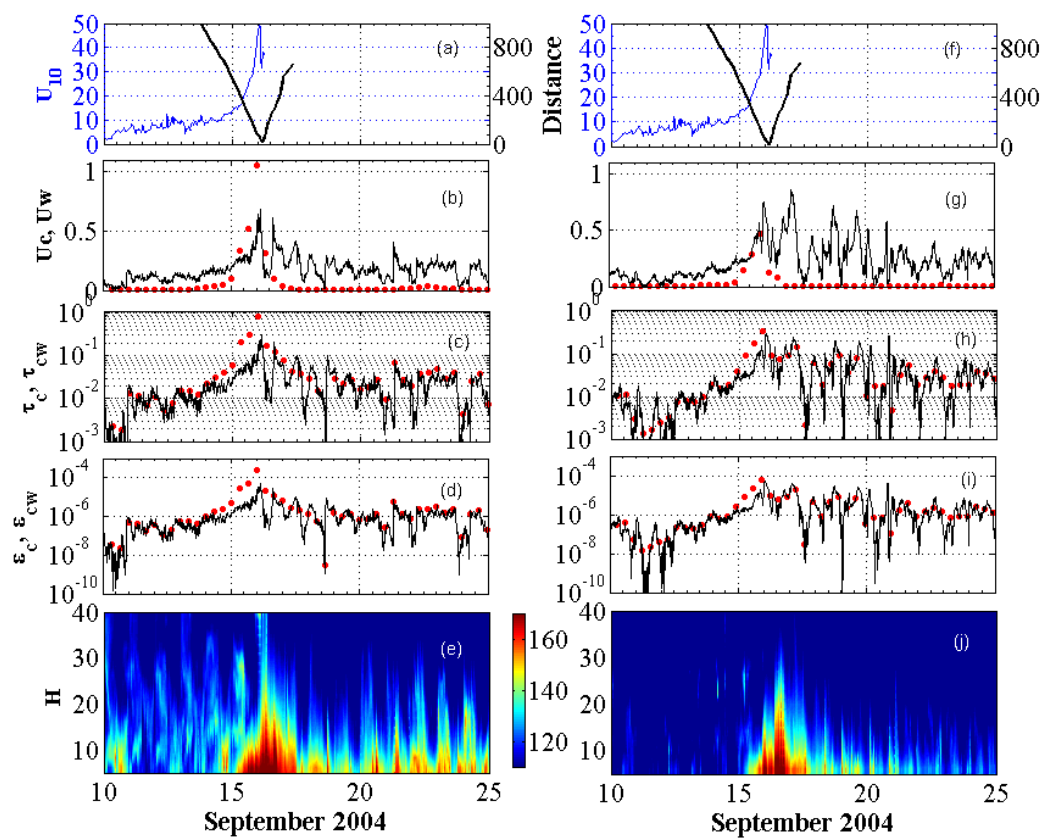 50
40
30
20
10
0
U10
(a)
800
400
0
Distance
50
40
30
20
10
0
(f)
800
400
0
1
0.5
0
Uc, Uw
(b)
1
0.5
0
(g)
10^0
10^-1
10^-2
10^-3
τc, τcw
(c)
10^0
10^-1
10^-2
10^-3
(h)
10^-4
10^-6
10^-8
10^-10
εc, εcw
(d)
10^-4
10^-6
10^-8
10^-10
(i)
40
30
20
10
H
(e)
160
140
120
40
30
20
10
(j)
10 15 20 25
September 2004
10 15 20 25
September 2004